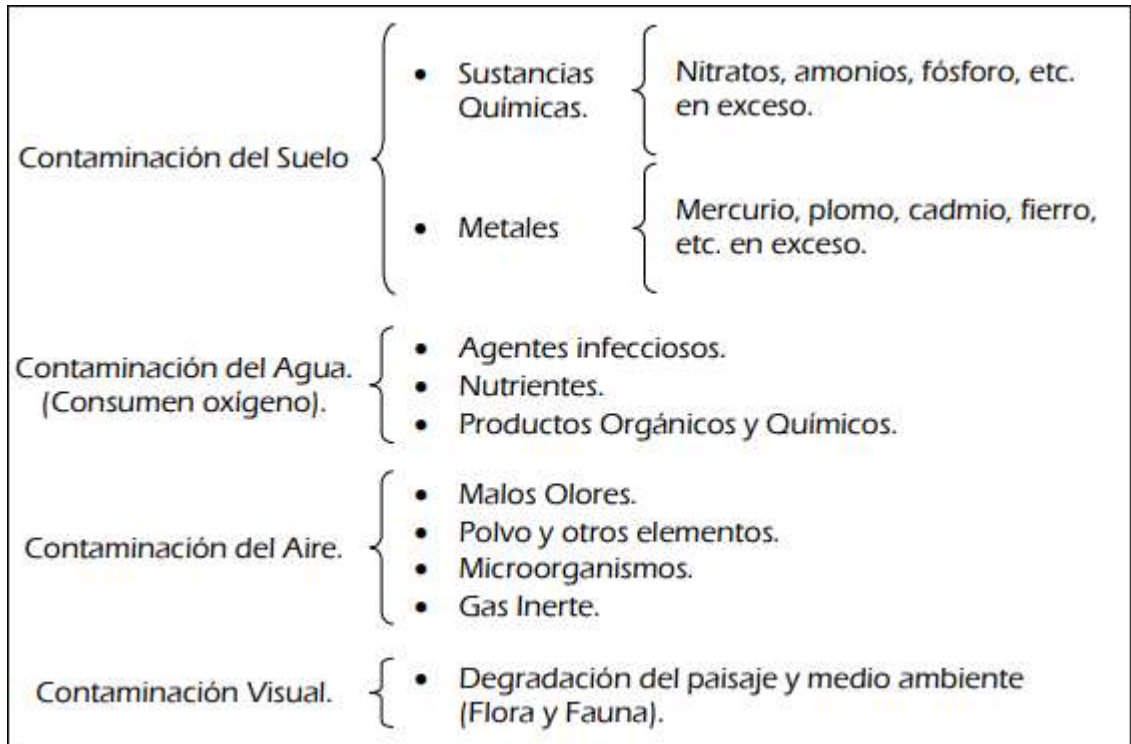 Contaminación del Suelo
• Sustancias
Químicas.
Nitratos, amonios, fósforo, etc.
en exceso.
• Metales
Mercurio, plomo, cadmio, fierro,
etc. en exceso.
Contaminación del Agua.
(Consumen oxígeno).
• Agentes infecciosos.
• Nutrientes.
• Productos Orgánicos y Químicos.
Contaminación del Aire.
• Malos Olores.
• Polvo y otros elementos.
• Microorganismos.
• Gas Inerte.
Contaminación Visual.
• Degradación del paisaje y medio ambiente
(Flora y Fauna).